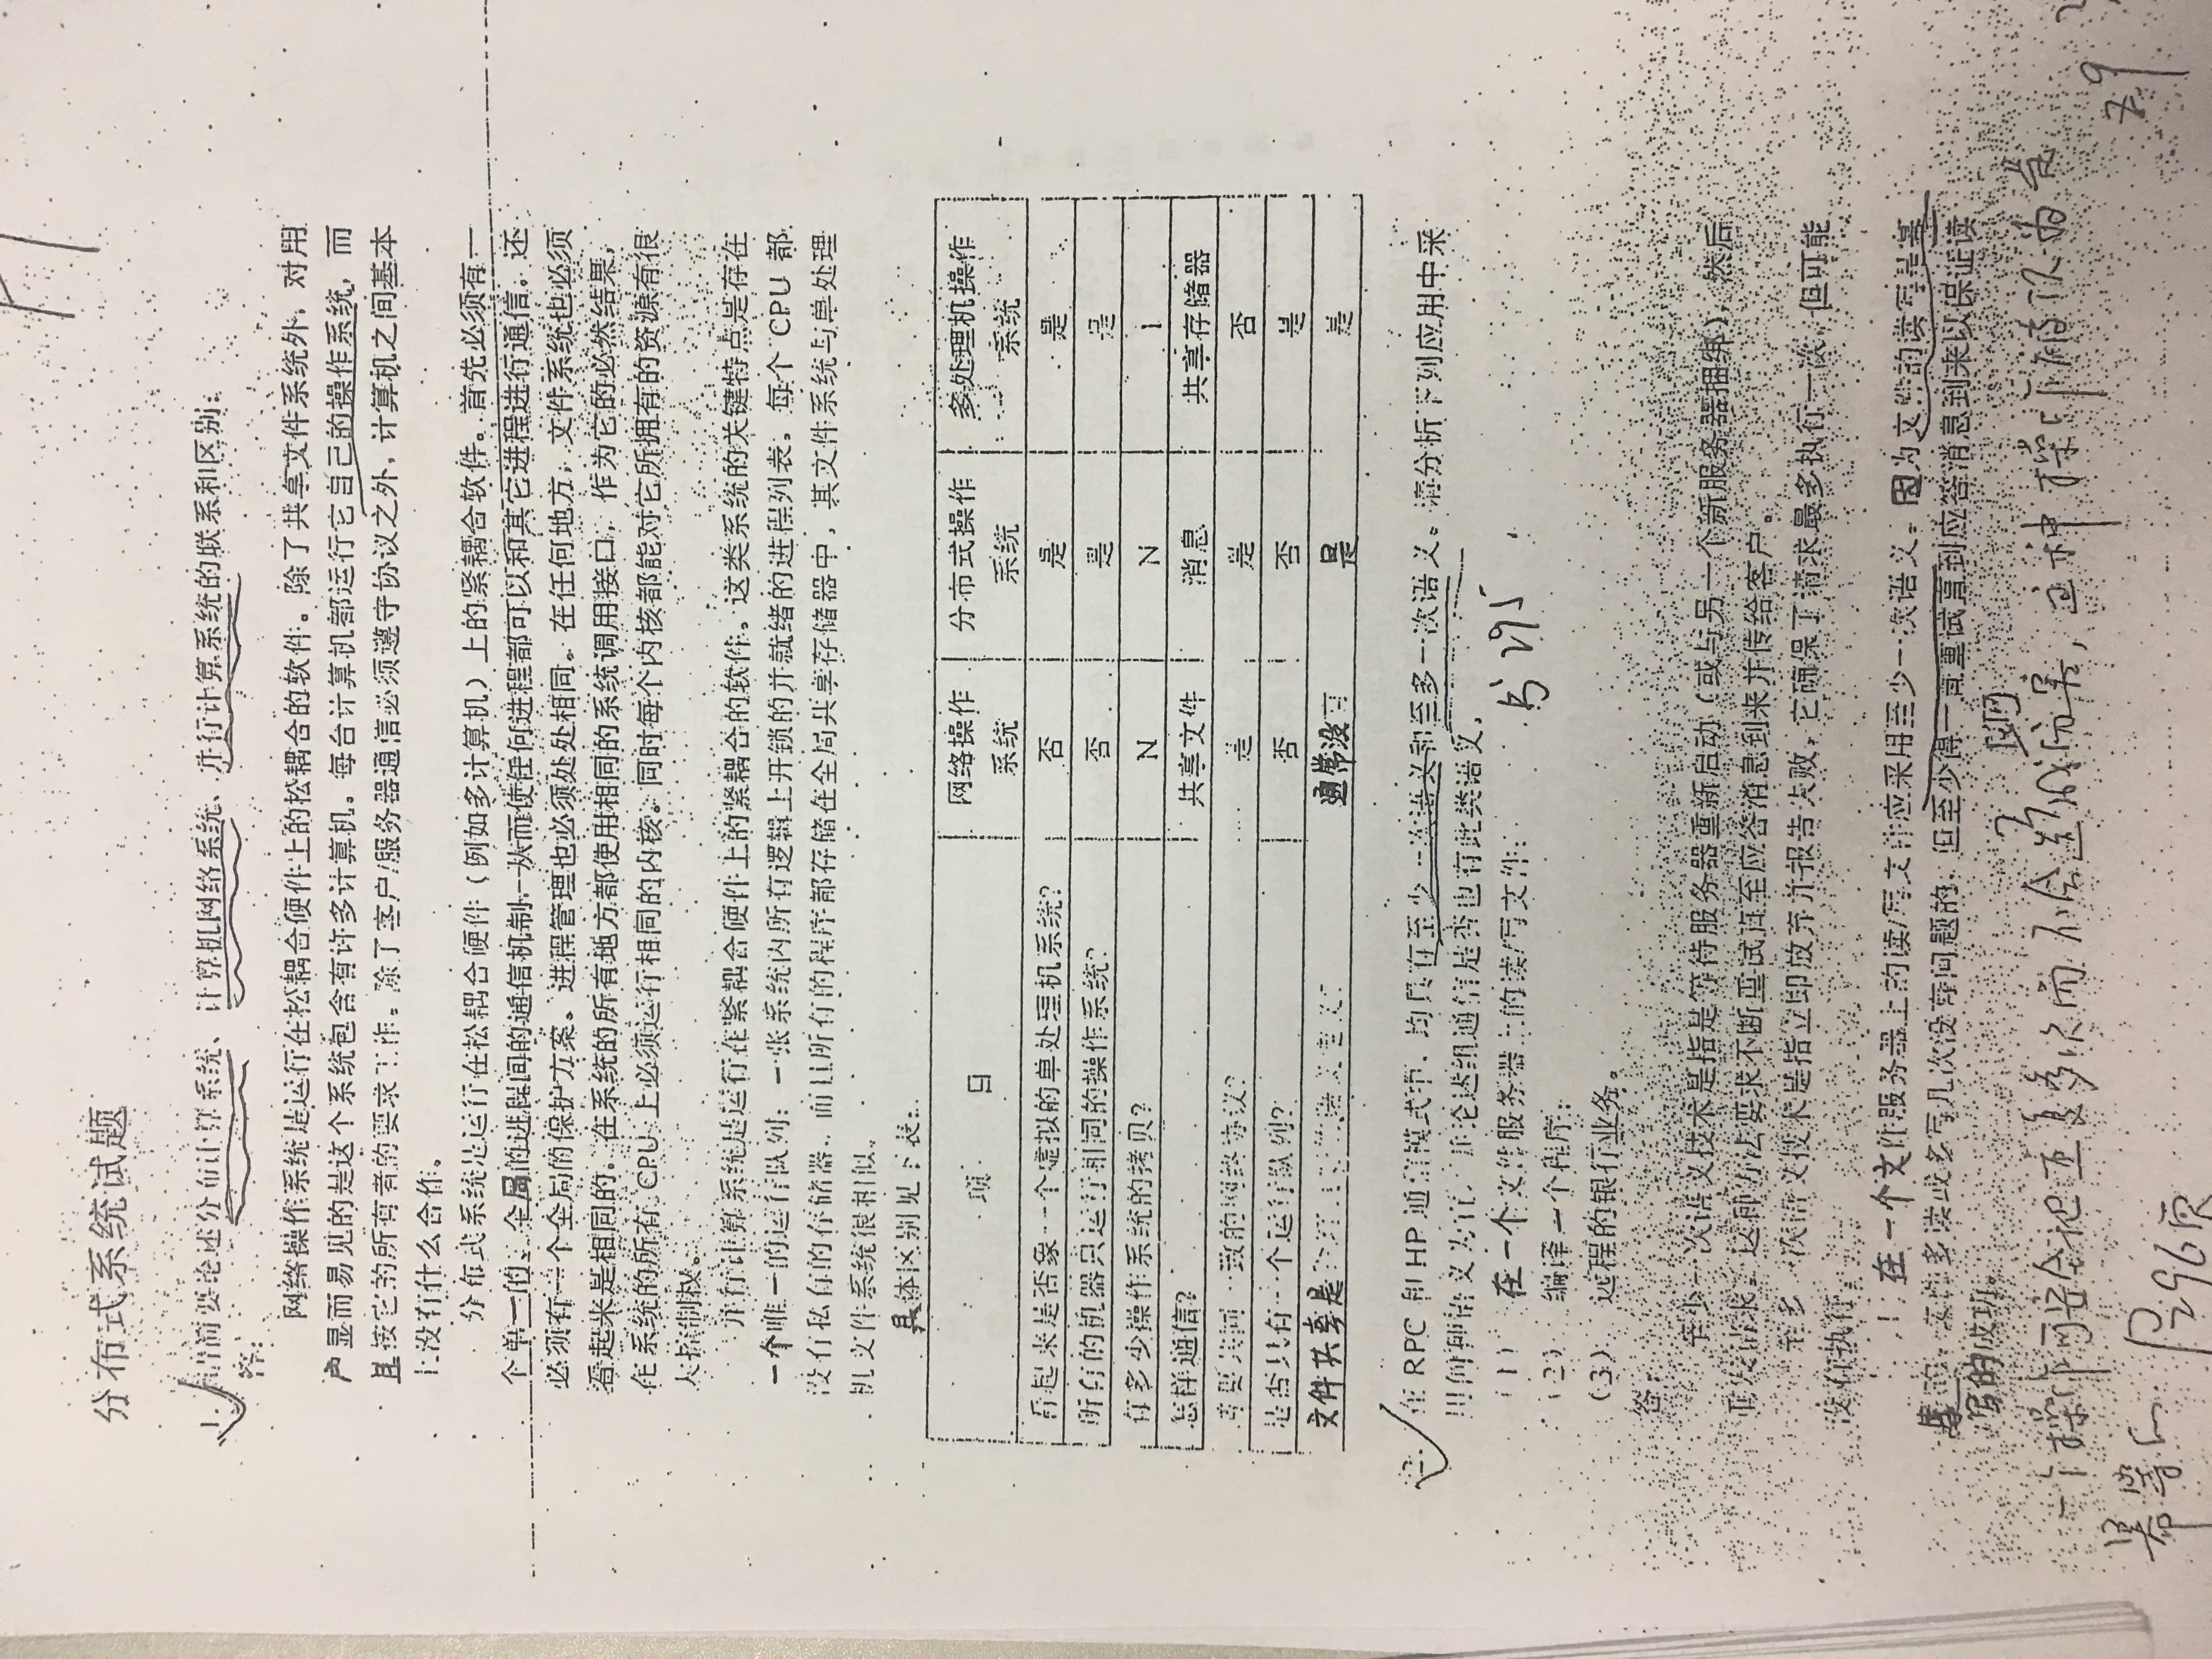 P1
分布式系统试题
1. 请简要论述分布计算系统、计算机网络系统、并行计算系统的联系和区别;
答:
网络操作系统是运行在松耦合硬件上的松耦合的软件。除了共享文件系统外,对用
户显而易见的是这个系统包含有许多计算机。每台计算机都运行它自己的操作系统,而
且按它的所有者的要求工作。除了客户/服务器通信必须遵守协议之外,计算机之间基本
上没有什么合作。
分布式系统是运行在松耦合硬件(例如多计算机)上的紧耦合软件。首先必须有一
个单一的、全局的进程间的通信机制,从而使任何进程都可以和其它进程进行通信。还
必须有一个全局的保护方案。进程管理也必须处处相同。在任何地方,文件系统也必须
看起来是相同的。在系统的所有地方都使用相同的系统调用接口,作为它的必然结果,
在系统的所有 CPU 上必须运行相同的内核。同时每个内核都能对它所拥有的资源有很
大控制权。
并行计算系统是运行在紧耦合硬件上的紧耦合的软件。这类系统的关键特点是存在
一个唯一的运行队列:一张系统内所有逻辑上开锁的并就绪的进程列表。每个 CPU 都
没有私有的存储器,而且所有的程序都存储在全局共享存储器中,其文件系统与单处理
机文件系统很相似。
具体区别见下表:
项 目 网络操作系统 分布式操作系统 多处理机操作系统
看起来是否象一个虚拟的单处理机系统? 否 是 是
所有的机器只运行相同的操作系统? 否 是 是
有多少操作系统的拷贝? N N 1
怎样通信? 共享文件 消息 共享存储器
需要共同一致的网络协议? 是 是 否
是否只有一个运行队列? 否 否 是
文件共享是 通常没有 是 是
2. 在 RPC 和 HP 通信模式中,均具有至少一次语义和至多一次语义。请分析下列应用中采
用何种语义为宜,并论述组通信是否也有此类语义。
(1) 在一个文件服务器上的读/写文件; 书295
(2) 编译一个程序;
(3) 远程的银行业务。
答:
至少一次语义技术是指是等待服务器重新启动(或与另一个新服务器捆绑),然后
重发请求。这种方法要求不断重试直至应答消息到来并传给客户。
至多一次语义技术是指立即放弃并报告失败,它确保了请求最多执行一次,但可能
没有执行。
1. 在一个文件服务器上的读/写文件应采用至少一次语义。因为文件的读写是幂
等的,文件多读或多写几次没有问题的,但至少得一直重试直到应答消息到来以保证读
写的成功。
一个操作可安全地重复多次而不会造成伤害,这种操作被认为是
幂等的 P296页